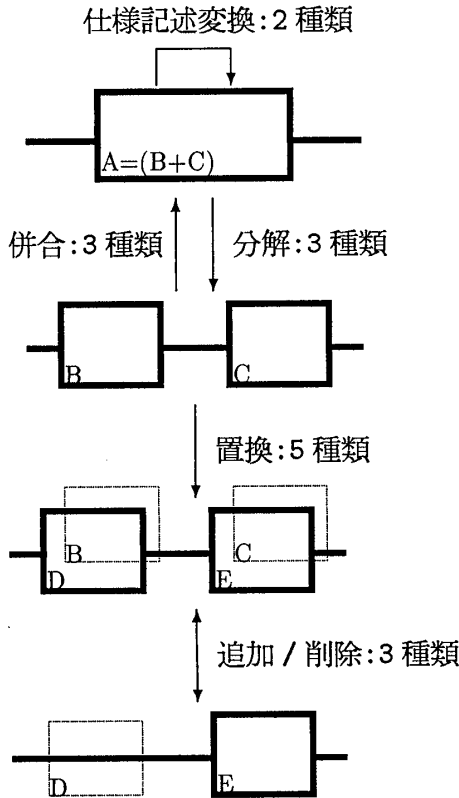 仕様記述変換:2 種類
A=(B+C)
併合:3 種類
分解:3 種類
B
C
置換:5 種類
B
C
D
E
追加 / 削除:3 種類
D
E